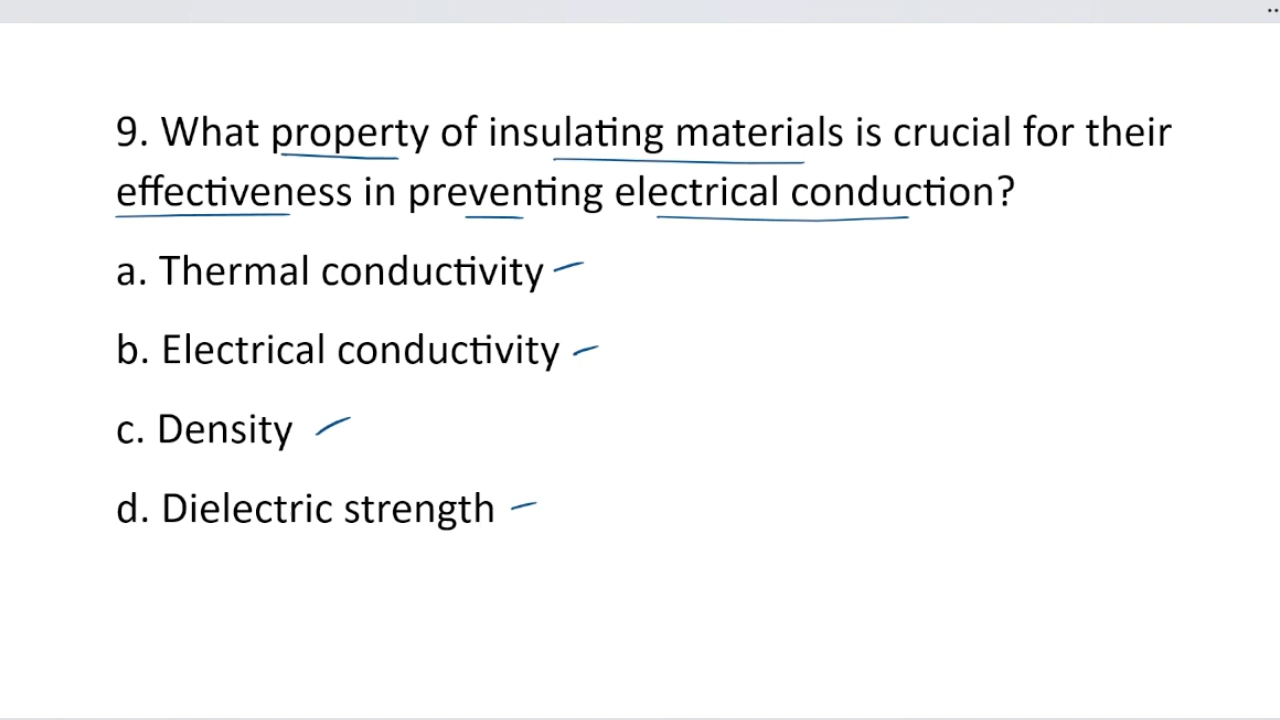 9. What property of insulating materials is crucial for their
effectiveness in preventing electrical conduction?
a. Thermal conductivity
b. Electrical conductivity
c. Density
d. Dielectric strength